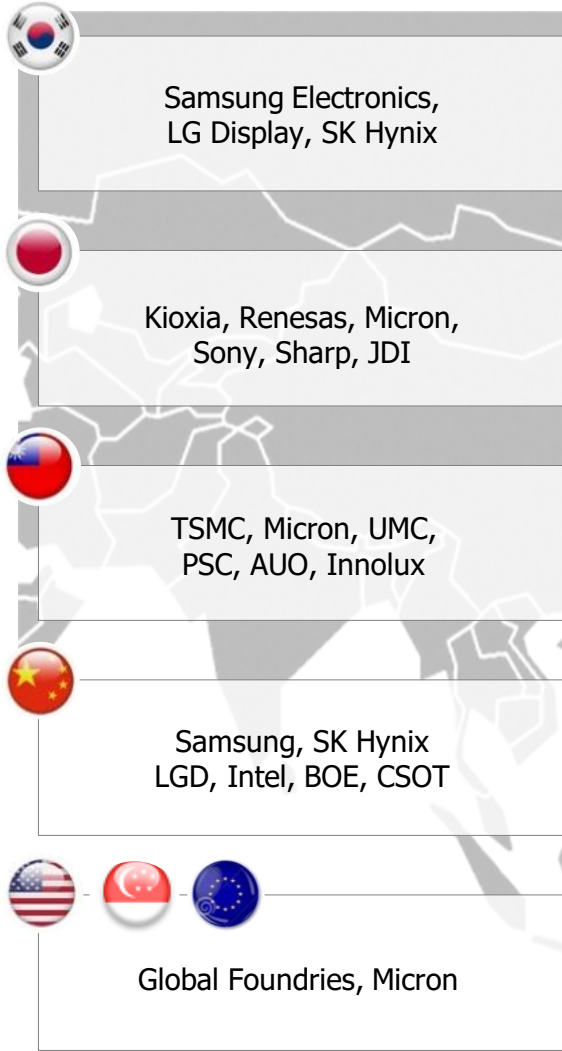 Samsung Electronics,
LG Display, SK Hynix
Kioxia, Renesas, Micron,
Sony, Sharp, JDI
TSMC, Micron, UMC,
PSC, AUO, Innolux
Samsung, SK Hynix
LGD, Intel, BOE, CSOT
Global Foundries, Micron